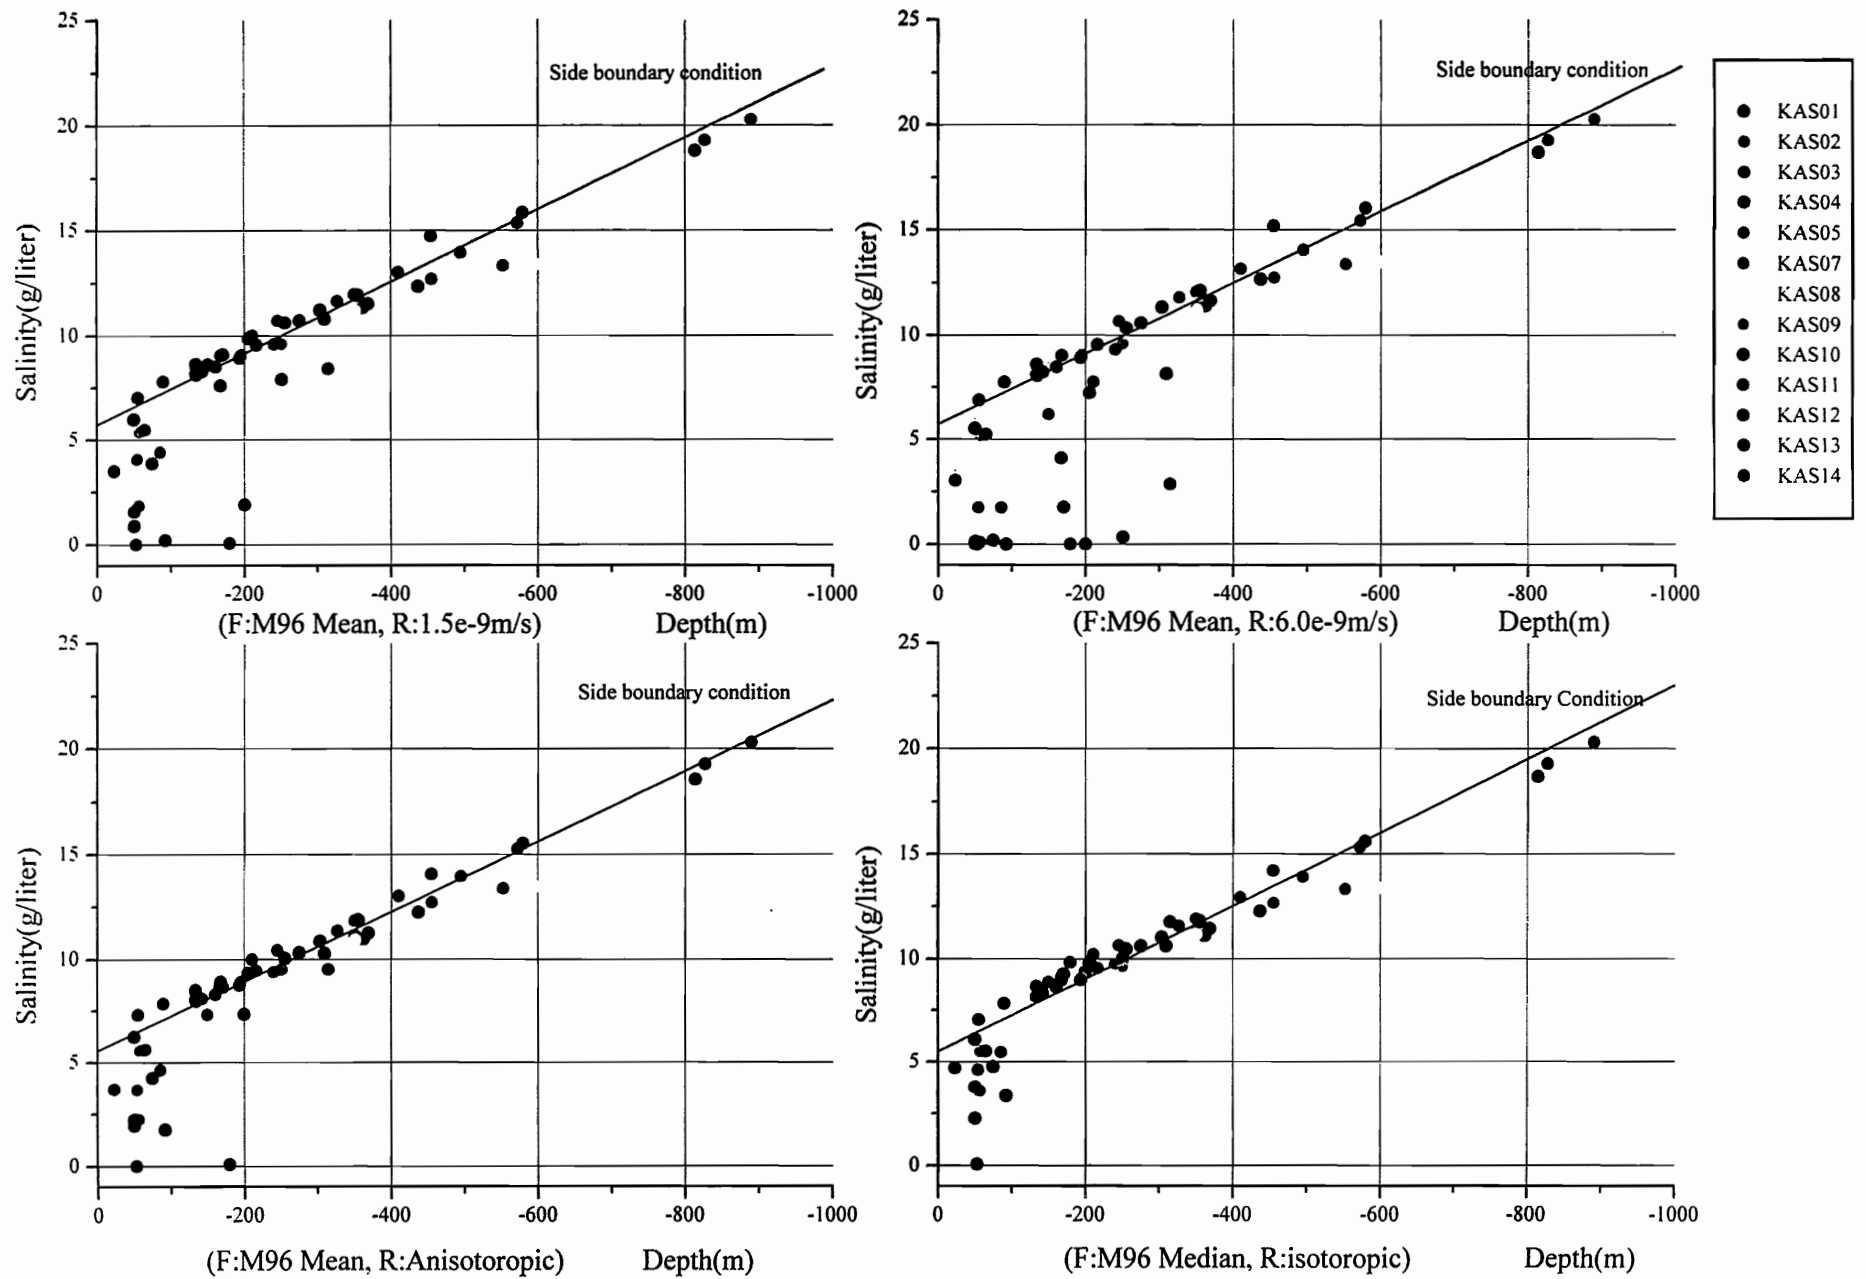 25
20
15
10
5
0
Salinity(g/liter)
Side boundary condition
0 -200 -400 -600 -800 -1000
(F:M96 Mean, R:1.5e-9m/s) Depth(m)
25
20
15
10
5
0
Salinity(g/liter)
Side boundary condition
0 -200 -400 -600 -800 -1000
(F:M96 Mean, R:6.0e-9m/s) Depth(m)
KAS01
KAS02
KAS03
KAS04
KAS05
KAS07
KAS08
KAS09
KAS10
KAS11
KAS12
KAS13
KAS14
25
20
15
10
5
0
Salinity(g/liter)
Side boundary condition
0 -200 -400 -600 -800 -1000
(F:M96 Mean, R:Anisotoropic) Depth(m)
25
20
15
10
5
0
Salinity(g/liter)
Side boundary Condition
0 -200 -400 -600 -800 -1000
(F:M96 Median, R:isotoropic) Depth(m)